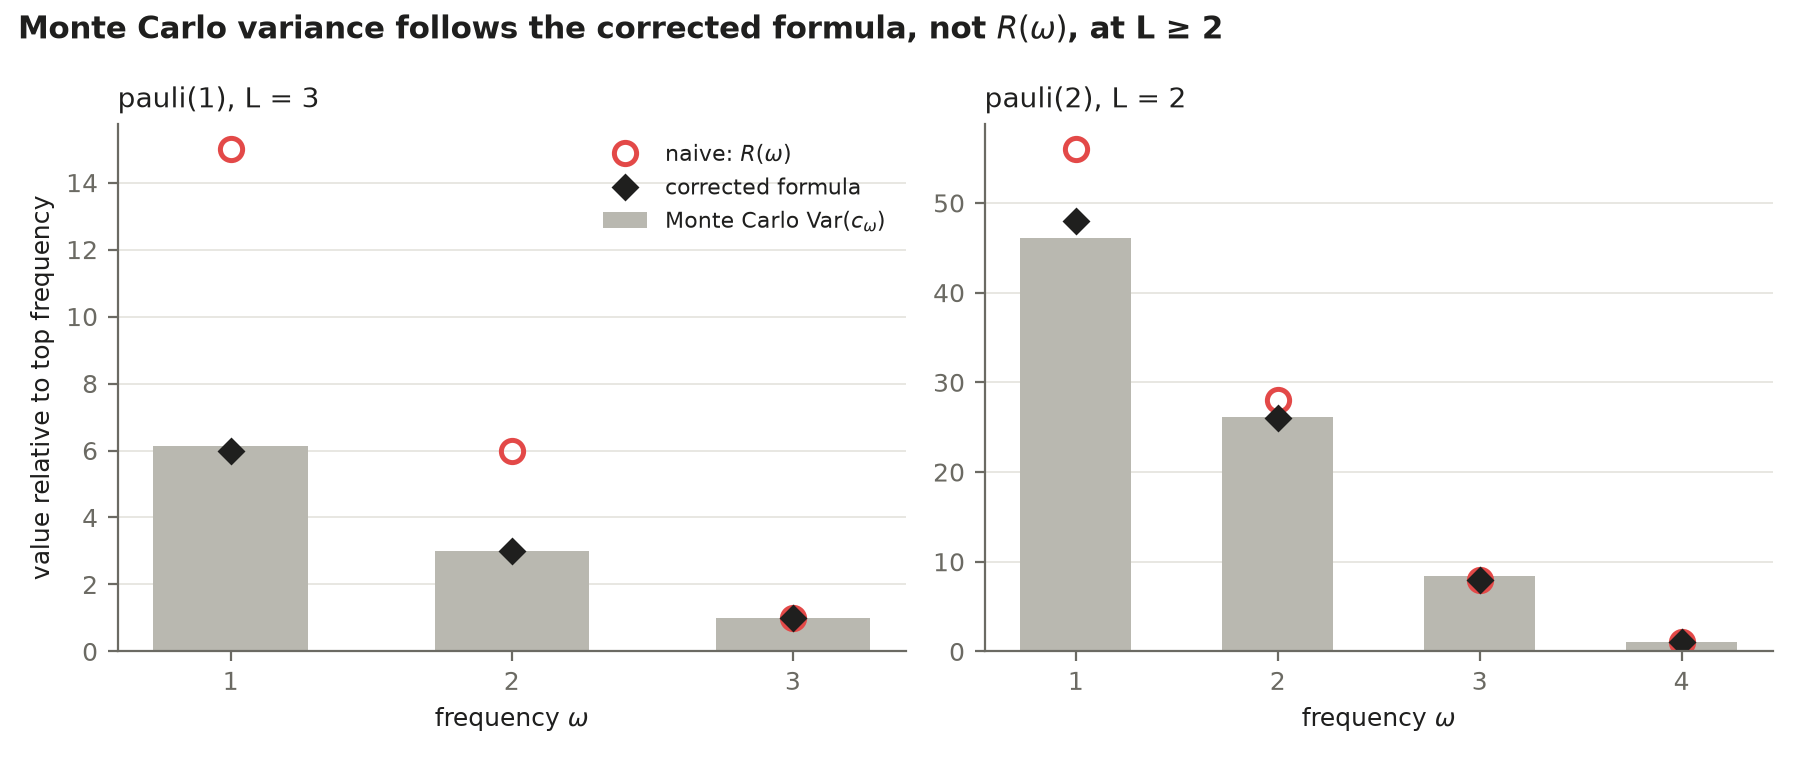 Monte Carlo variance follows the corrected formula, not R(ω), at L ≥ 2
pauli(1), L = 3
value relative to top frequency
14
12
10
8
6
4
2
0
naive: R(ω)
corrected formula
Monte Carlo Var(c_ω)
1 2 3
frequency ω
pauli(2), L = 2
50
40
30
20
10
0
1 2 3 4
frequency ω